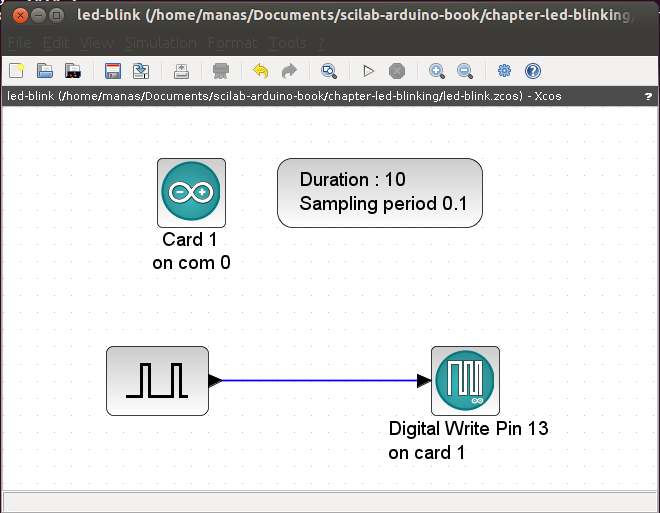 led-blink (/home/manas/Documents/scilab-arduino-book/chapter-led-blinking/
File Edit View Simulation Format Tools ?
led-blink (/home/manas/Documents/scilab-arduino-book/chapter-led-blinking/led-blink.zcos) - Xcos ?
Duration : 10
Sampling period 0.1
Card 1
on com 0
Digital Write Pin 13
on card 1